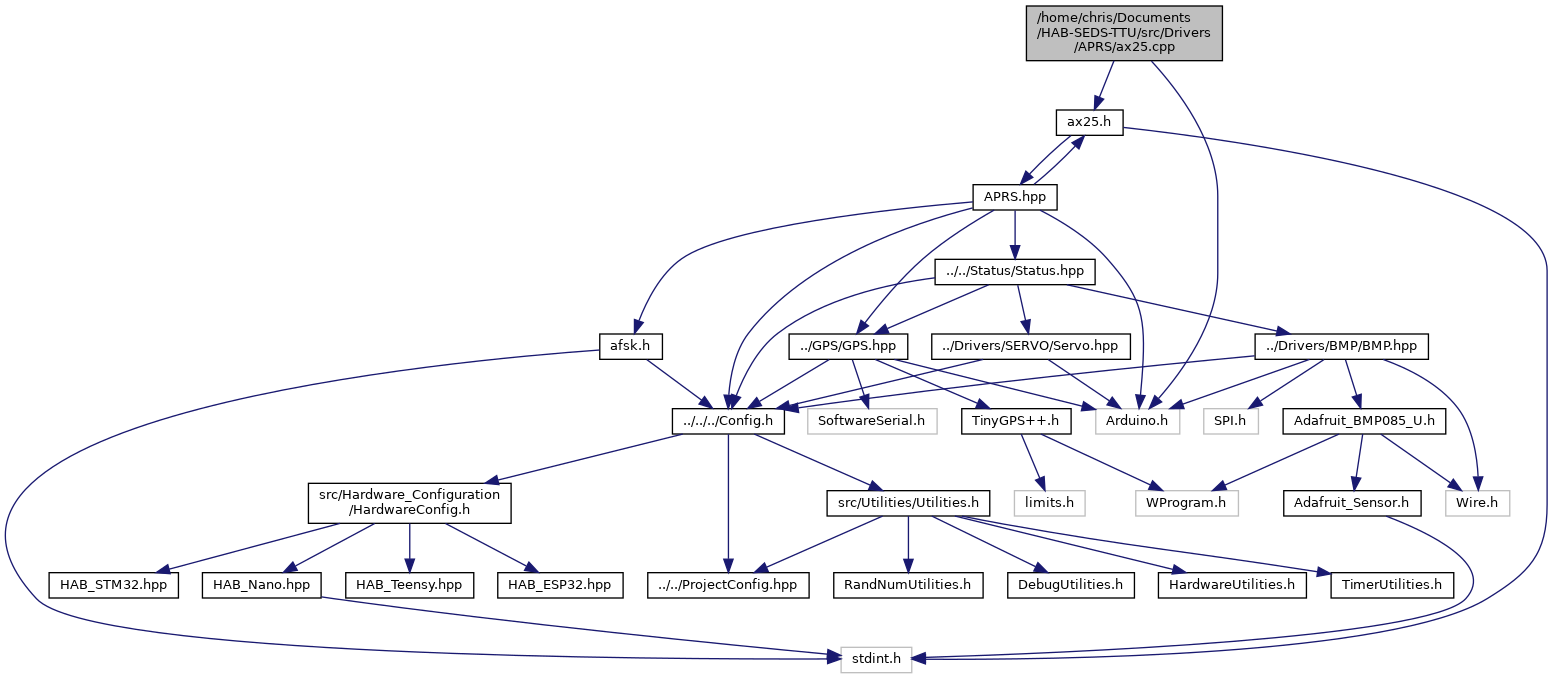 /home/chris/Documents
/HAB-SEDS-TTU/src/Drivers
/APRS/ax25.cpp
ax25.h
APRS.hpp
../../Status/Status.hpp
afsk.h
../GPS/GPS.hpp
../Drivers/SERVO/Servo.hpp
../Drivers/BMP/BMP.hpp
../../../Config.h
SoftwareSerial.h
TinyGPS++.h
Arduino.h
SPI.h
Adafruit_BMP085_U.h
src/Hardware_Configuration
/HardwareConfig.h
src/Utilities/Utilities.h
limits.h
WProgram.h
Adafruit_Sensor.h
Wire.h
HAB_STM32.hpp
HAB_Nano.hpp
HAB_Teensy.hpp
HAB_ESP32.hpp
../../ProjectConfig.hpp
RandNumUtilities.h
DebugUtilities.h
HardwareUtilities.h
TimerUtilities.h
stdint.h